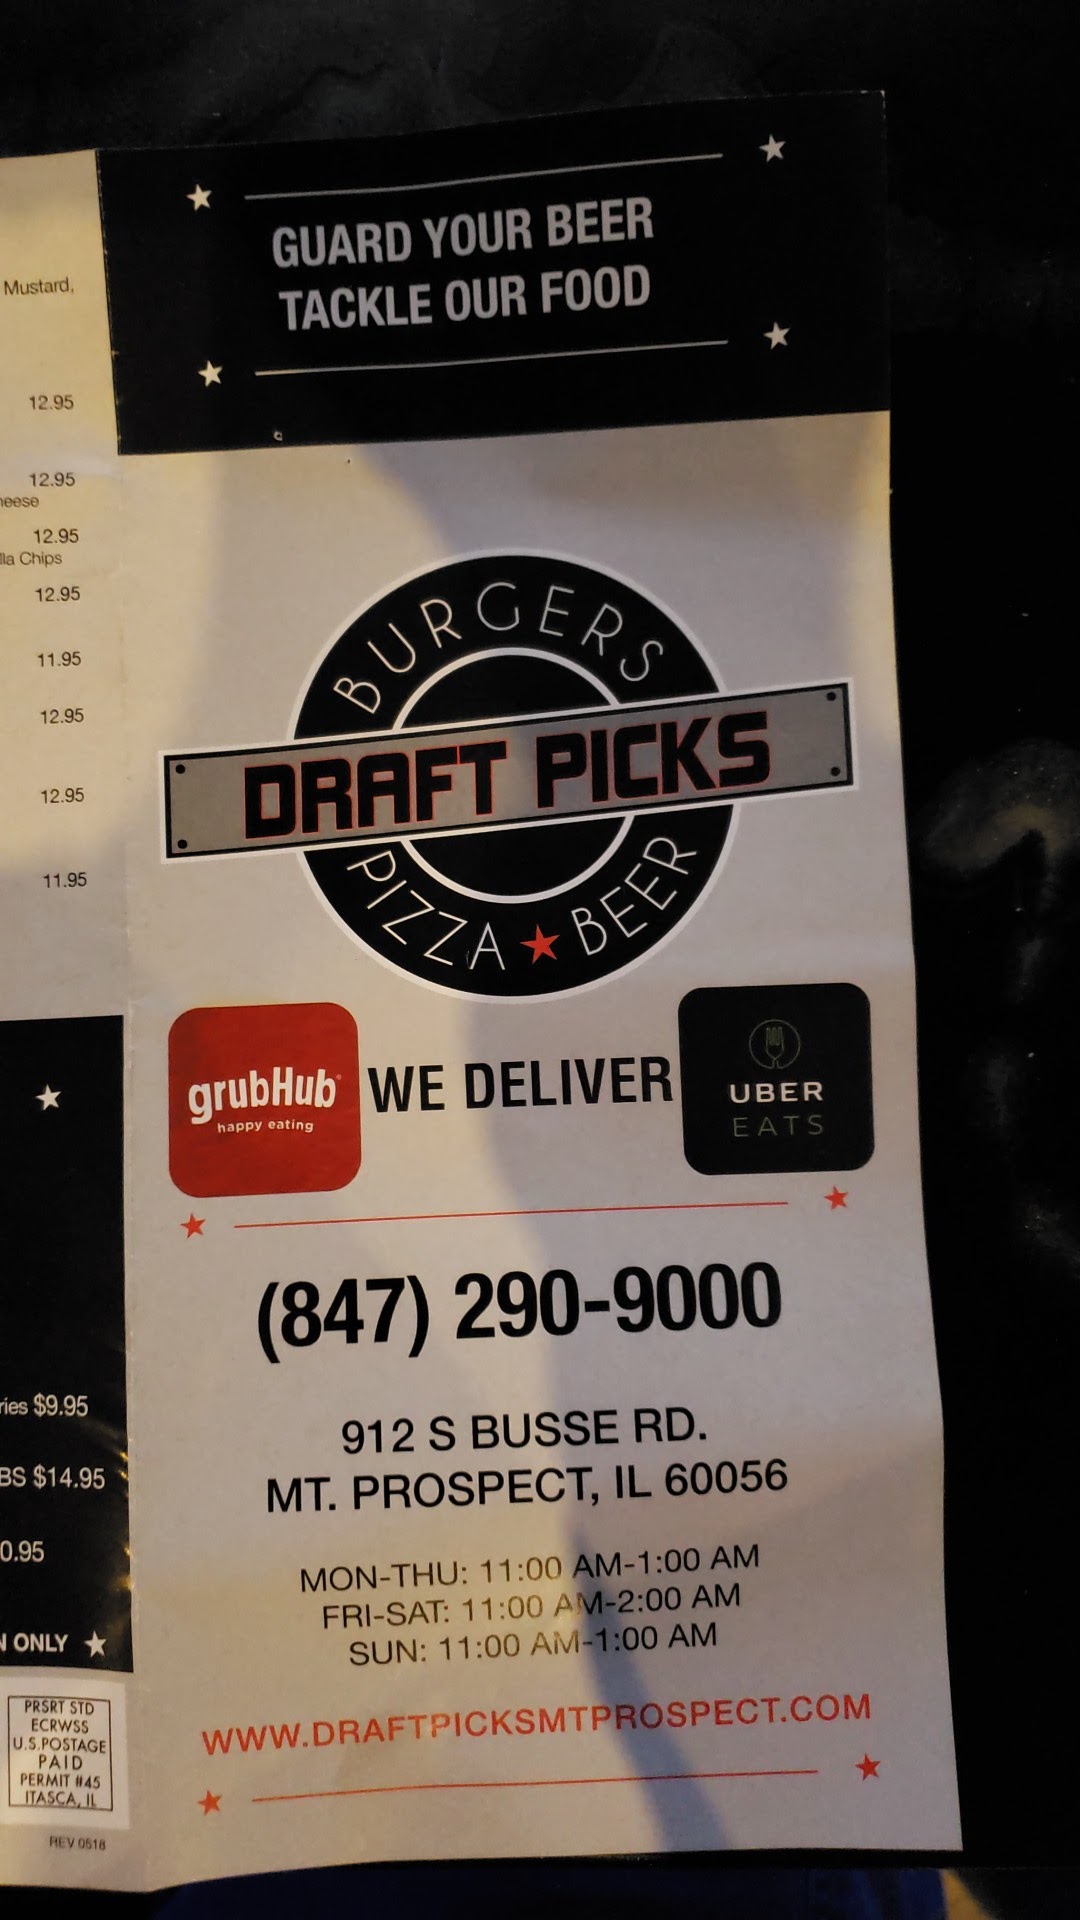 Mustard,
12.95
12.95
12.95
lla Chips
12.95
11.95
12.95
12.95
11.95
$9.95
$14.95
0.95
ONLY
PRSRT STD
ECRWSS
U.S.POSTAGE
PAID
PERMIT #45
ITASCA, IL
REV 0518
GUARD YOUR BEER
TACKLE OUR FOOD
BURGERS
DRAFT PICKS
PIZZA BEER
grubHub
happy eating
WE DELIVER
UBER
EATS
(847) 290-9000
912 S BUSSE RD.
MT. PROSPECT, IL 60056
MON-THU: 11:00 AM-1:00 AM
FRI-SAT: 11:00 AM-2:00 AM
SUN: 11:00 AM-1:00 AM
WWW.DRAFTPICKSMTPROSPECT.COM